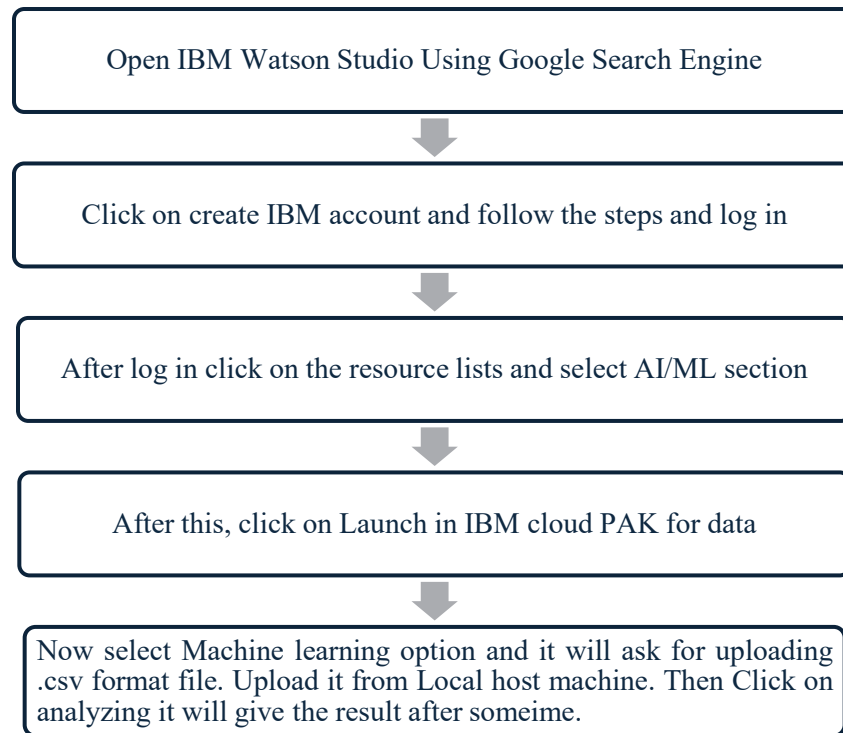 Open IBM Watson Studio Using Google Search Engine
Click on create IBM account and follow the steps and log in
After log in click on the resource lists and select AI/ML section
After this, click on Launch in IBM cloud PAK for data
Now select Machine learning option and it will ask for uploading
.csv format file. Upload it from Local host machine. Then Click on
analyzing it will give the result after someime.